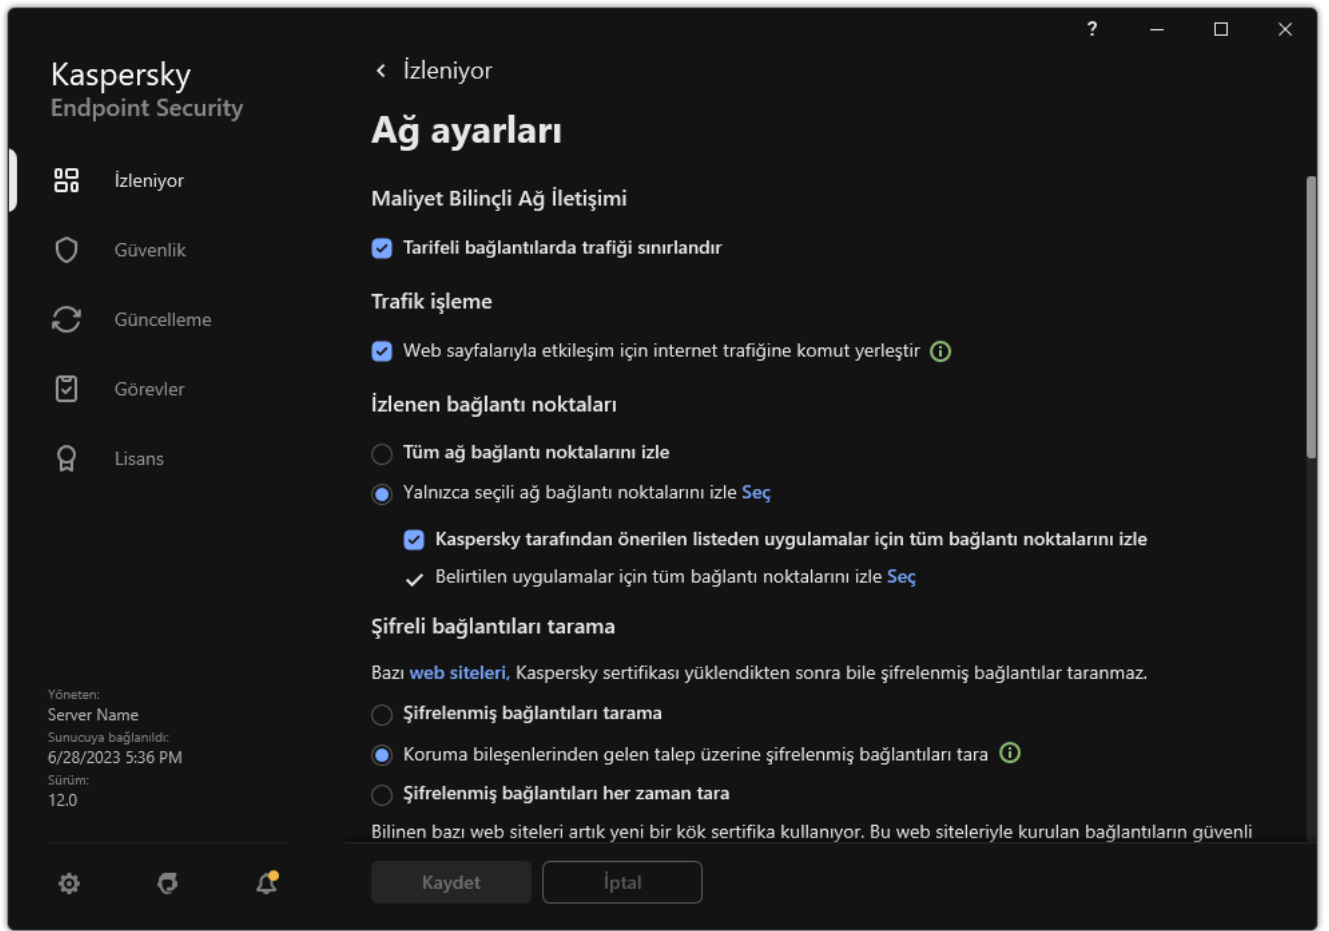 ?
Kaspersky
Endpoint Security
İzleniyor
Güvenlik
Güncelleme
Görevler
Lisans
Yöneten:
Server Name
Sunucuya bağlanıldı:
6/28/2023 5:36 PM
Sürüm:
12.0
İzleniyor
Ağ ayarları
Maliyet Bilinçli Ağ İletişimi
Tarifeli bağlantılarda trafiği sınırlandır
Trafik işleme
Web sayfalarıyla etkileşim için internet trafiğine komut yerleştir
İzlenen bağlantı noktaları
Tüm ağ bağlantı noktalarını izle
Yalnızca seçili ağ bağlantı noktalarını izle Seç
Kaspersky tarafından önerilen listeden uygulamalar için tüm bağlantı noktalarını izle
Belirtilen uygulamalar için tüm bağlantı noktalarını izle Seç
Şifreli bağlantıları tarama
Bazı web siteleri, Kaspersky sertifikası yüklendikten sonra bile şifrelenmiş bağlantılar taranmaz.
Şifrelenmiş bağlantıları tarama
Koruma bileşenlerinden gelen talep üzerine şifrelenmiş bağlantıları tara
Şifrelenmiş bağlantıları her zaman tara
Bilinen bazı web siteleri artık yeni bir kök sertifika kullanıyor. Bu web siteleriyle kurulan bağlantıların güvenli
Kaydet
İptal